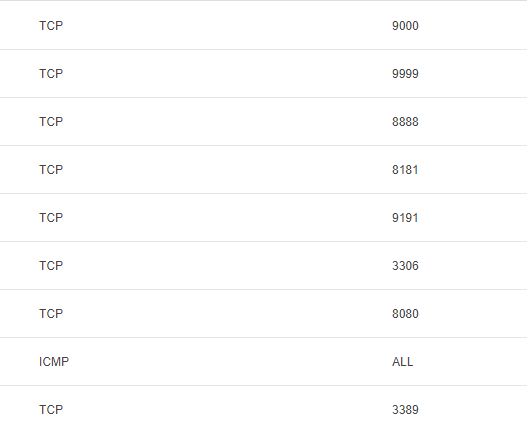 TCP 9000
TCP 9999
TCP 8888
TCP 8181
TCP 9191
TCP 3306
TCP 8080
ICMP ALL
TCP 3389